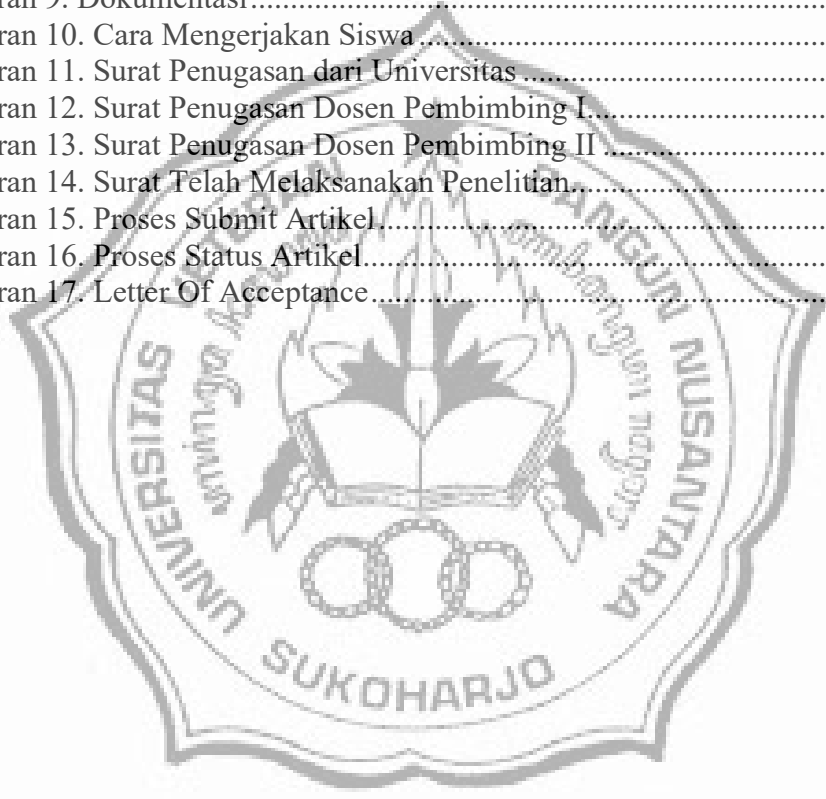 ran 9. Dokumentasi
ran 10. Cara Mengerjakan Siswa
ran 11. Surat Penugasan dari Universitas
ran 12. Surat Penugasan Dosen Pembimbing I
ran 13. Surat Penugasan Dosen Pembimbing II
ran 14. Surat Telah Melaksanakan Penelitian
ran 15. Proses Submit Artikel
ran 16. Proses Status Artikel
ran 17. Letter Of Acceptance
UNIVERSITAS VETERAN BANGUN NUSANTARA
SUKOHARJO